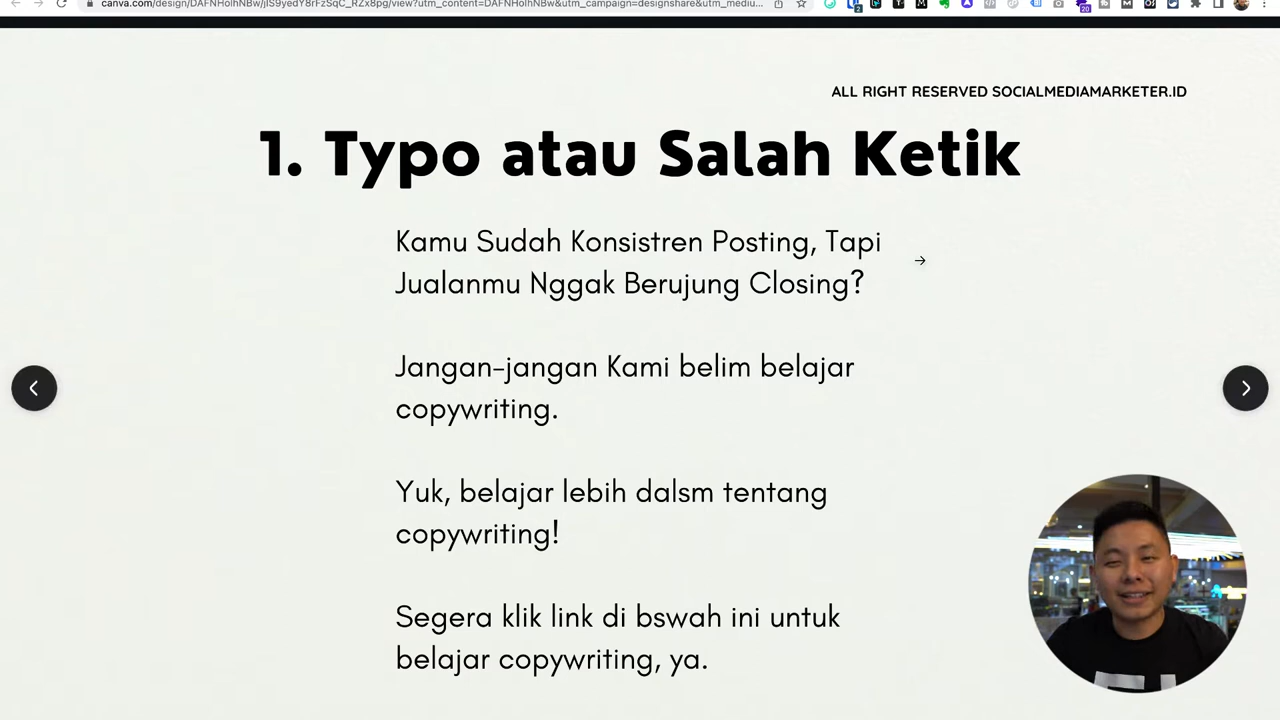 ALL RIGHT RESERVED SOCIALMEDIAMARKETER.ID
1. Typo atau Salah Ketik
Kamu Sudah Konsistren Posting, Tapi
Jualanmu Nggak Berujung Closing?
Jangan-jangan Kami belim belajar
copywriting.
Yuk, belajar lebih dalsm tentang
copywriting!
Segera klik link di bswah ini untuk
belajar copywriting, ya.